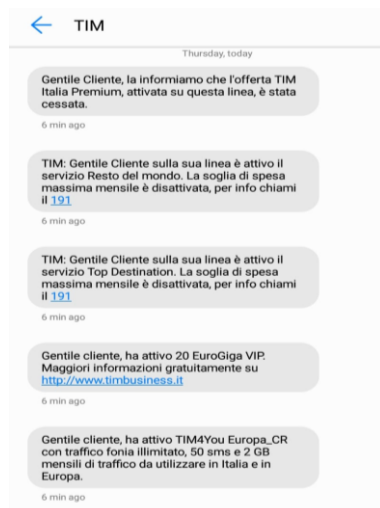 TIM
Thursday, today
Gentile Cliente, la informiamo che l'offerta TIM
Italia Premium, attivata su questa linea, è stata
cessata.
6 min ago
TIM: Gentile Cliente sulla sua linea è attivo il
servizio Resto del mondo. La soglia di spesa
massima mensile è disattivata, per info chiami
il 191
6 min ago
TIM: Gentile Cliente sulla sua linea è attivo il
servizio Top Destination. La soglia di spesa
massima mensile è disattivata, per info chiami
il 191
6 min ago
Gentile cliente, ha attivo 20 EuroGiga VIP.
Maggiori informazioni gratuitamente su
http://www.timbusiness.it
6 min ago
Gentile cliente, ha attivo TIM4You Europa_CR
con traffico fonia illimitato, 50 sms e 2 GB
mensili di traffico da utilizzare in Italia e in
Europa.
6 min ago